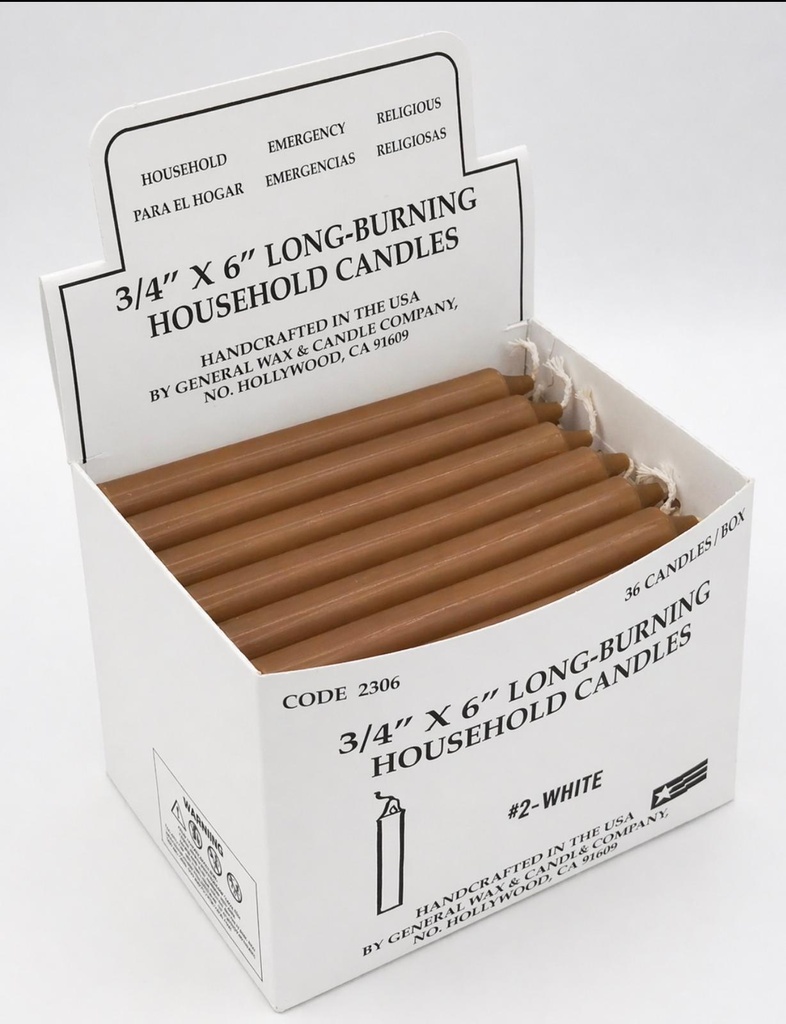 HOUSEHOLD EMERGENCY RELIGIOUS
PARA EL HOGAR EMERGENCIAS RELIGIOSAS
3/4" X 6" LONG-BURNING
HOUSEHOLD CANDLES
HANDCRAFTED IN THE USA
BY GENERAL WAX & CANDLE COMPANY,
NO. HOLLYWOOD, CA 91609
36 CANDLES/BOX
CODE 2306
3/4" X 6" LONG-BURNING
HOUSEHOLD CANDLES
#2-WHITE
HANDCRAFTED IN THE USA
BY GENERAL WAX & CANDLE COMPANY,
NO. HOLLYWOOD, CA 91609
WARNING